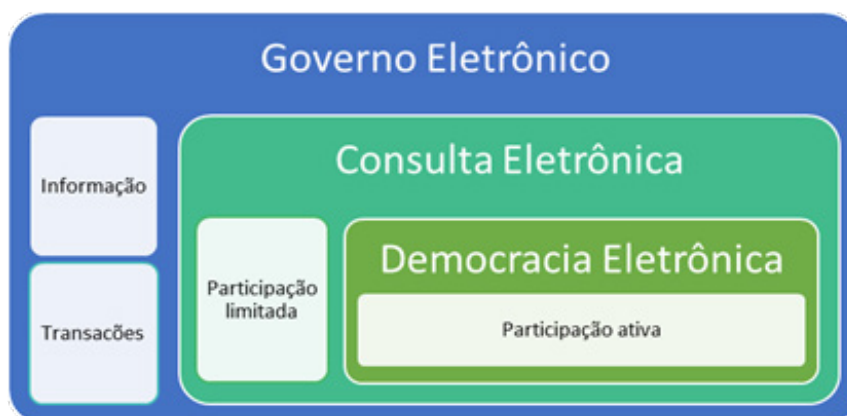 Governo Eletrônico
Informação
Transacões
Consulta Eletrônica
Participação
limitada
Democracia Eletrônica
Participação ativa